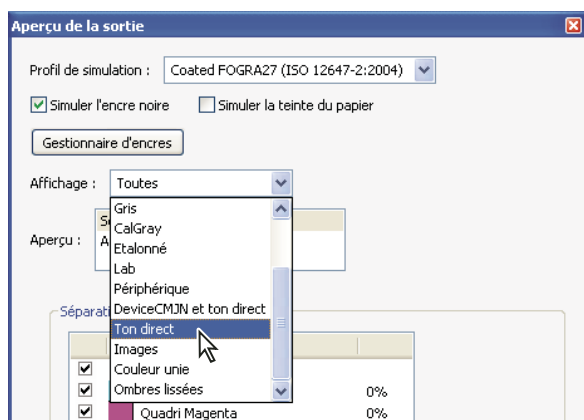 Aperçu de la sortie
Profil de simulation : Coated FOGRA27 (ISO 12647-2:2004)
Simuler l'encre noire Simuler la teinte du papier
Gestionnaire d'encres
Affichage : Toutes
Gris
CalGray
Aperçu : Etalonné
Lab
Périphérique
DeviceCMJN et ton direct
Ton direct
Images
Couleur unie
Ombres lissées 0%
Quadri Magenta 0%